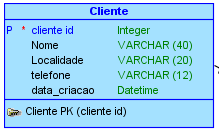 Cliente
P * cliente id Integer
Nome VARCHAR (40)
Localidade VARCHAR (20)
telefone VARCHAR (12)
data_criacao Datetime
Cliente PK (cliente id)